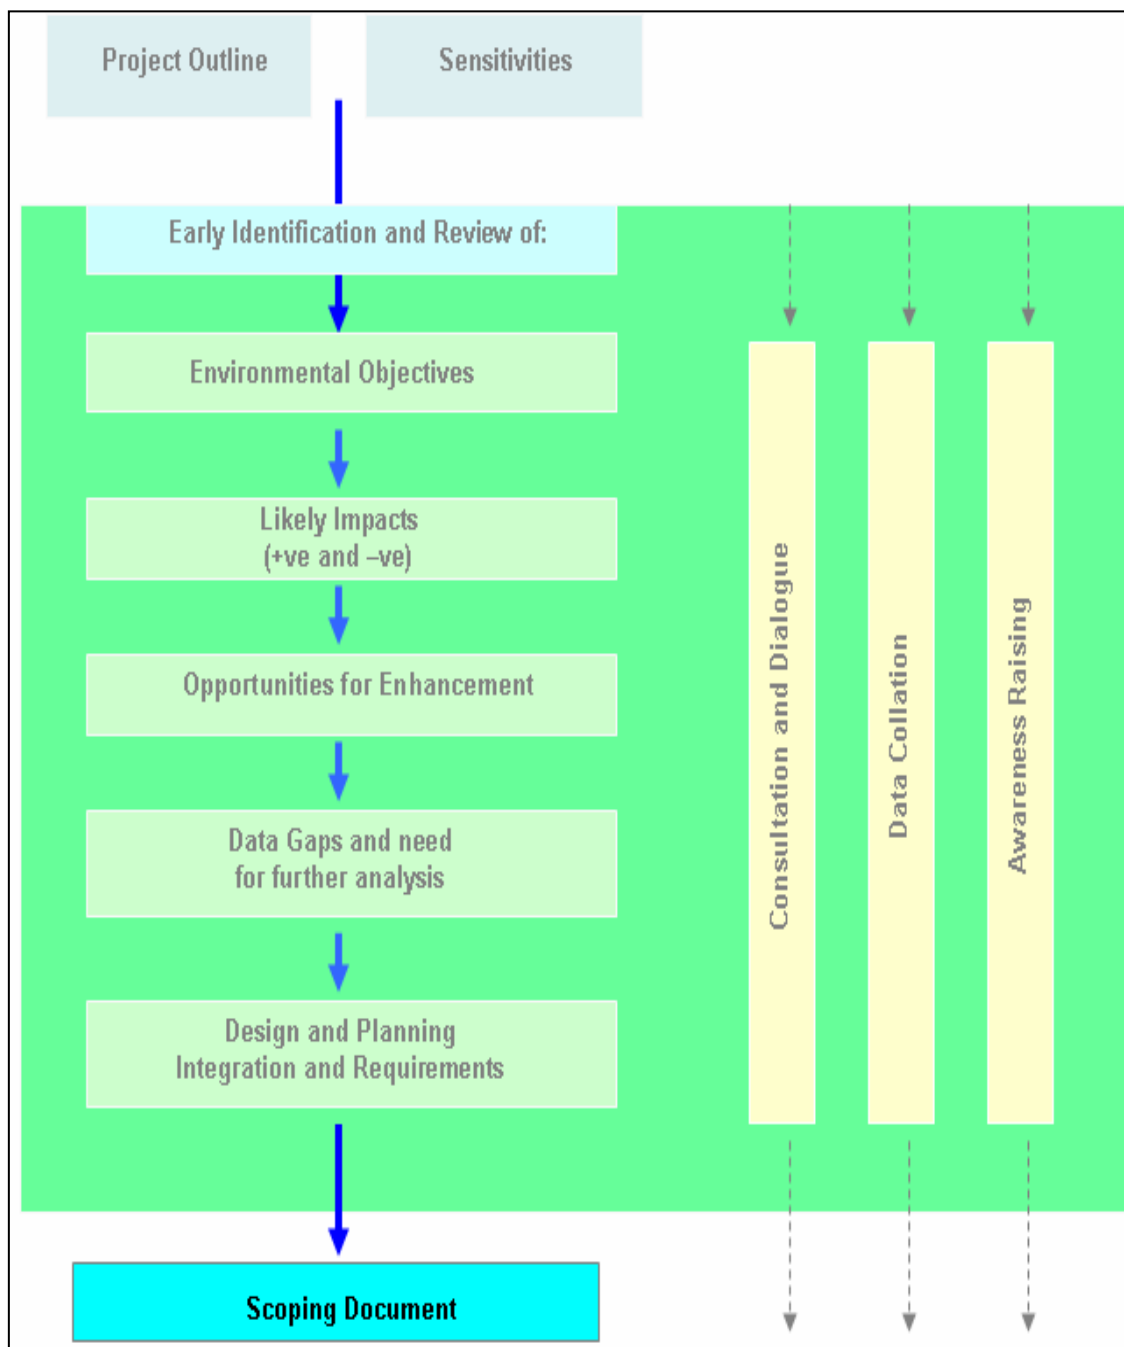 Project Outline
Sensitivities
Early Identification and Review of:
Environmental Objectives
Likely Impacts
(+ve and –ve)
Opportunities for Enhancement
Data Gaps and need
for further analysis
Design and Planning
Integration and Requirements
Scoping Document
Consultation and Dialogue
Data Collation
Awareness Raising